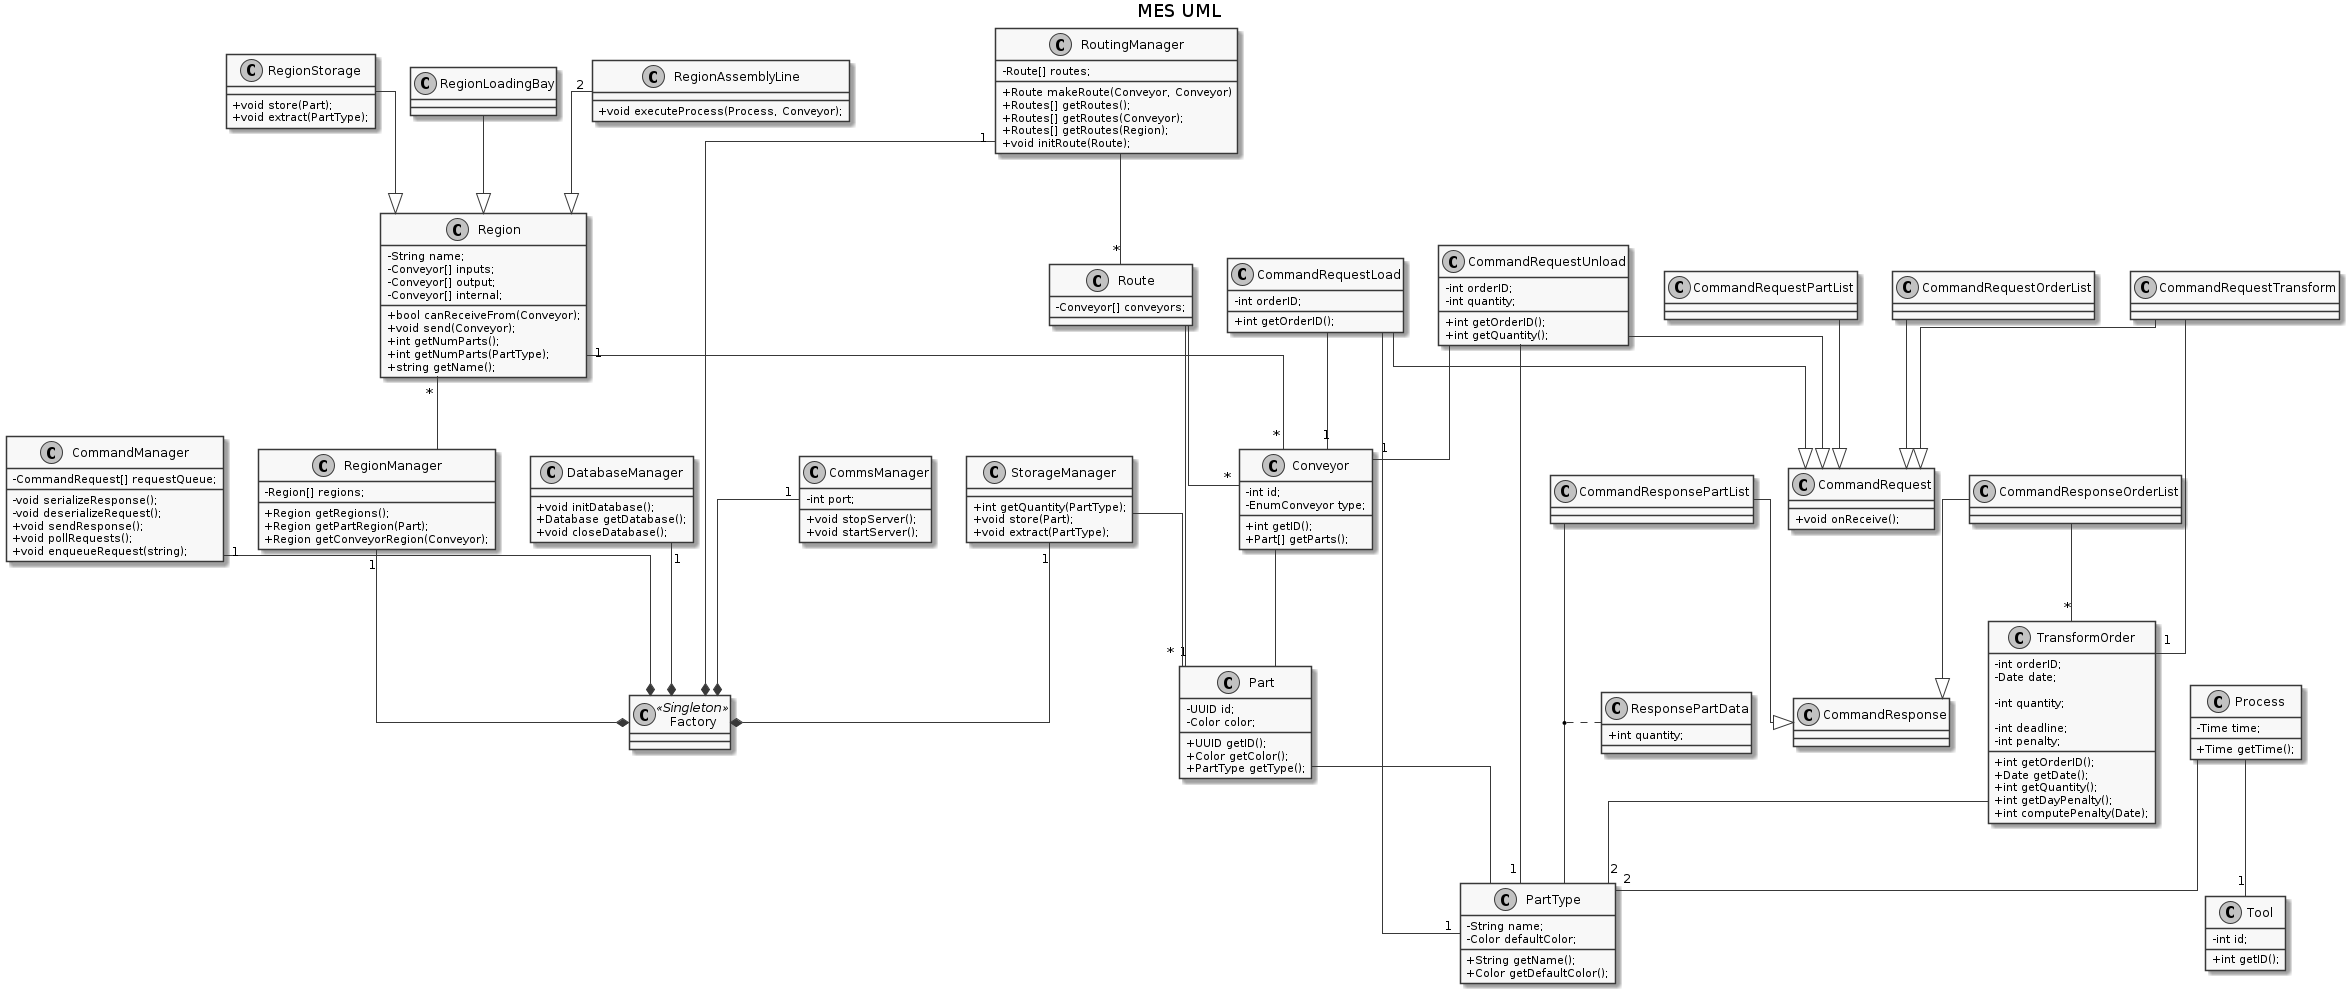 MES UML
C RoutingManager
-Route[] routes;
+Route makeRoute(Conveyor, Conveyor)
+Routes[] getRoutes();
+Routes[] getRoutes(Conveyor);
+Routes[] getRoutes(Region);
+void initRoute(Route);
C RegionStorage
+void store(Part);
+void extract(PartType);
C RegionLoadingBay
C RegionAssemblyLine
+void executeProcess(Process, Conveyor);
2
1
C Region
-String name;
-Conveyor[] inputs;
-Conveyor[] output;
-Conveyor[] internal;
+bool canReceiveFrom(Conveyor);
+void send(Conveyor);
+int getNumParts();
+int getNumParts(PartType);
+string getName();
1
*
*
C Route
-Conveyor[] conveyors;
C CommandRequestLoad
-int orderID;
+int getOrderID();
C CommandRequestUnload
-int orderID;
-int quantity;
+int getOrderID();
+int getQuantity();
C CommandRequestPartList
C CommandRequestOrderList
C CommandRequestTransform
C CommandManager
-CommandRequest[] requestQueue;
-void serializeResponse();
-void deserializeRequest();
+void sendResponse();
+void pollRequests();
+void enqueueRequest(string);
1
C RegionManager
-Region[] regions;
+Region getRegions();
+Region getPartRegion(Part);
+Region getConveyorRegion(Conveyor);
1
C DatabaseManager
+void initDatabase();
+Database getDatabase();
+void closeDatabase();
1
C CommsManager
-int port;
+void stopServer();
+void startServer();
1
C StorageManager
+int getQuantity(PartType);
+void store(Part);
+void extract(PartType);
1
*
1
1
*
C Conveyor
-int id;
-EnumConveyor type;
+int getID();
+Part[] getParts();
C CommandResponsePartList
C CommandRequest
+void onReceive();
C CommandResponseOrderList
*
1
* 1
«Singleton»
C Factory
C Part
-UUID id;
-Color color;
+UUID getID();
+Color getColor();
+PartType getType();
C ResponsePartData
+int quantity;
C CommandResponse
C TransformOrder
-int orderID;
-Date date;
-int quantity;
-int deadline;
-int penalty;
+int getOrderID();
+Date getDate();
+int getQuantity();
+int getDayPenalty();
+int computePenalty(Date);
C Process
-Time time;
+Time getTime();
1
2
2
1
1
C PartType
-String name;
-Color defaultColor;
+String getName();
+Color getDefaultColor();
C Tool
-int id;
+int getID();